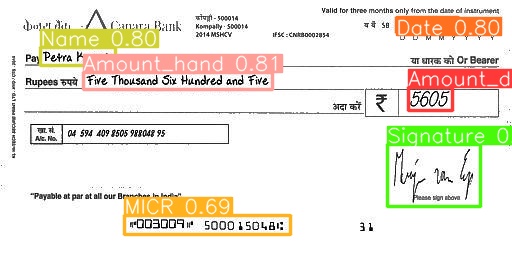 Canara Bank
कोंपल्ली - 500014
Kompally - 500014
2014 MSHCV
IFSC : CNRB0002854
Valid for three months only from the date of instrument
Date 0.80
Name 0.80
Pay Petra
या धारक को Or Bearer
Amount_hand 0.81
Rupees रुपये Five Thousand Six Hundred and Five
Amount_d
अदा करें ₹ 5605
खा. सं.
A/c. No. 04 594 409 8505 988048 95
Signature 0
Please sign above
"Payable at par at all our Branches in India"
MICR 0.69
⑈003009⑈ 500015048⑆ 31